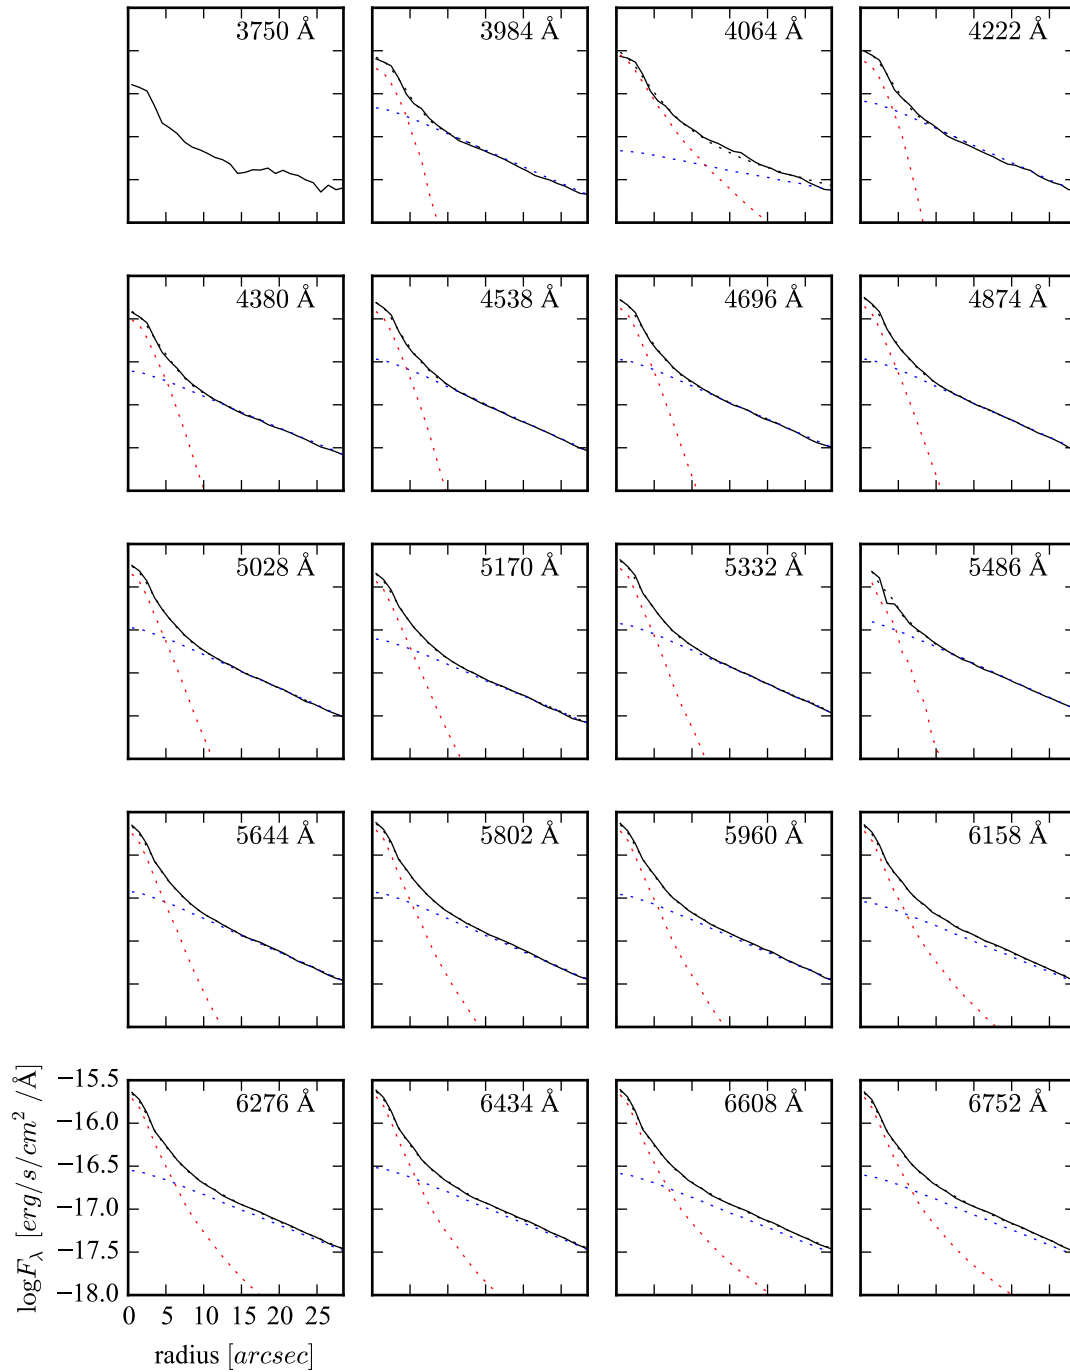 3750 Å
3984 Å
4064 Å
4222 Å
4380 Å
4538 Å
4696 Å
4874 Å
5028 Å
5170 Å
5332 Å
5486 Å
5644 Å
5802 Å
5960 Å
6158 Å
6276 Å
6434 Å
6608 Å
6752 Å
logF_λ [erg/s/cm² /Å]
−15.5
−16.0
−16.5
−17.0
−17.5
−18.0
0 5 10 15 20 25
radius [arcsec]